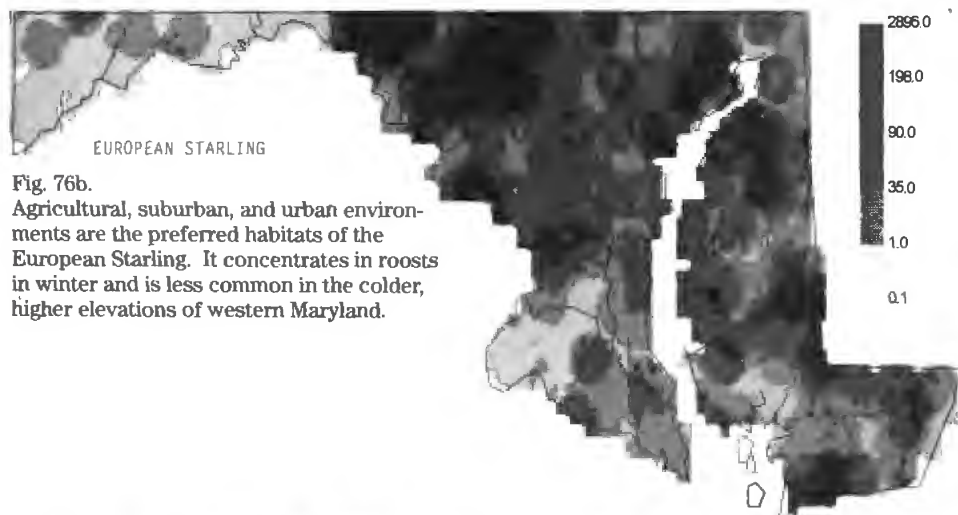 2895.0
198.0
90.0
35.0
1.0
0.1
EUROPEAN STARLING
Fig. 76b.
Agricultural, suburban, and urban environ-
ments are the preferred habitats of the
European Starling. It concentrates in roosts
in winter and is less common in the colder,
higher elevations of western Maryland.